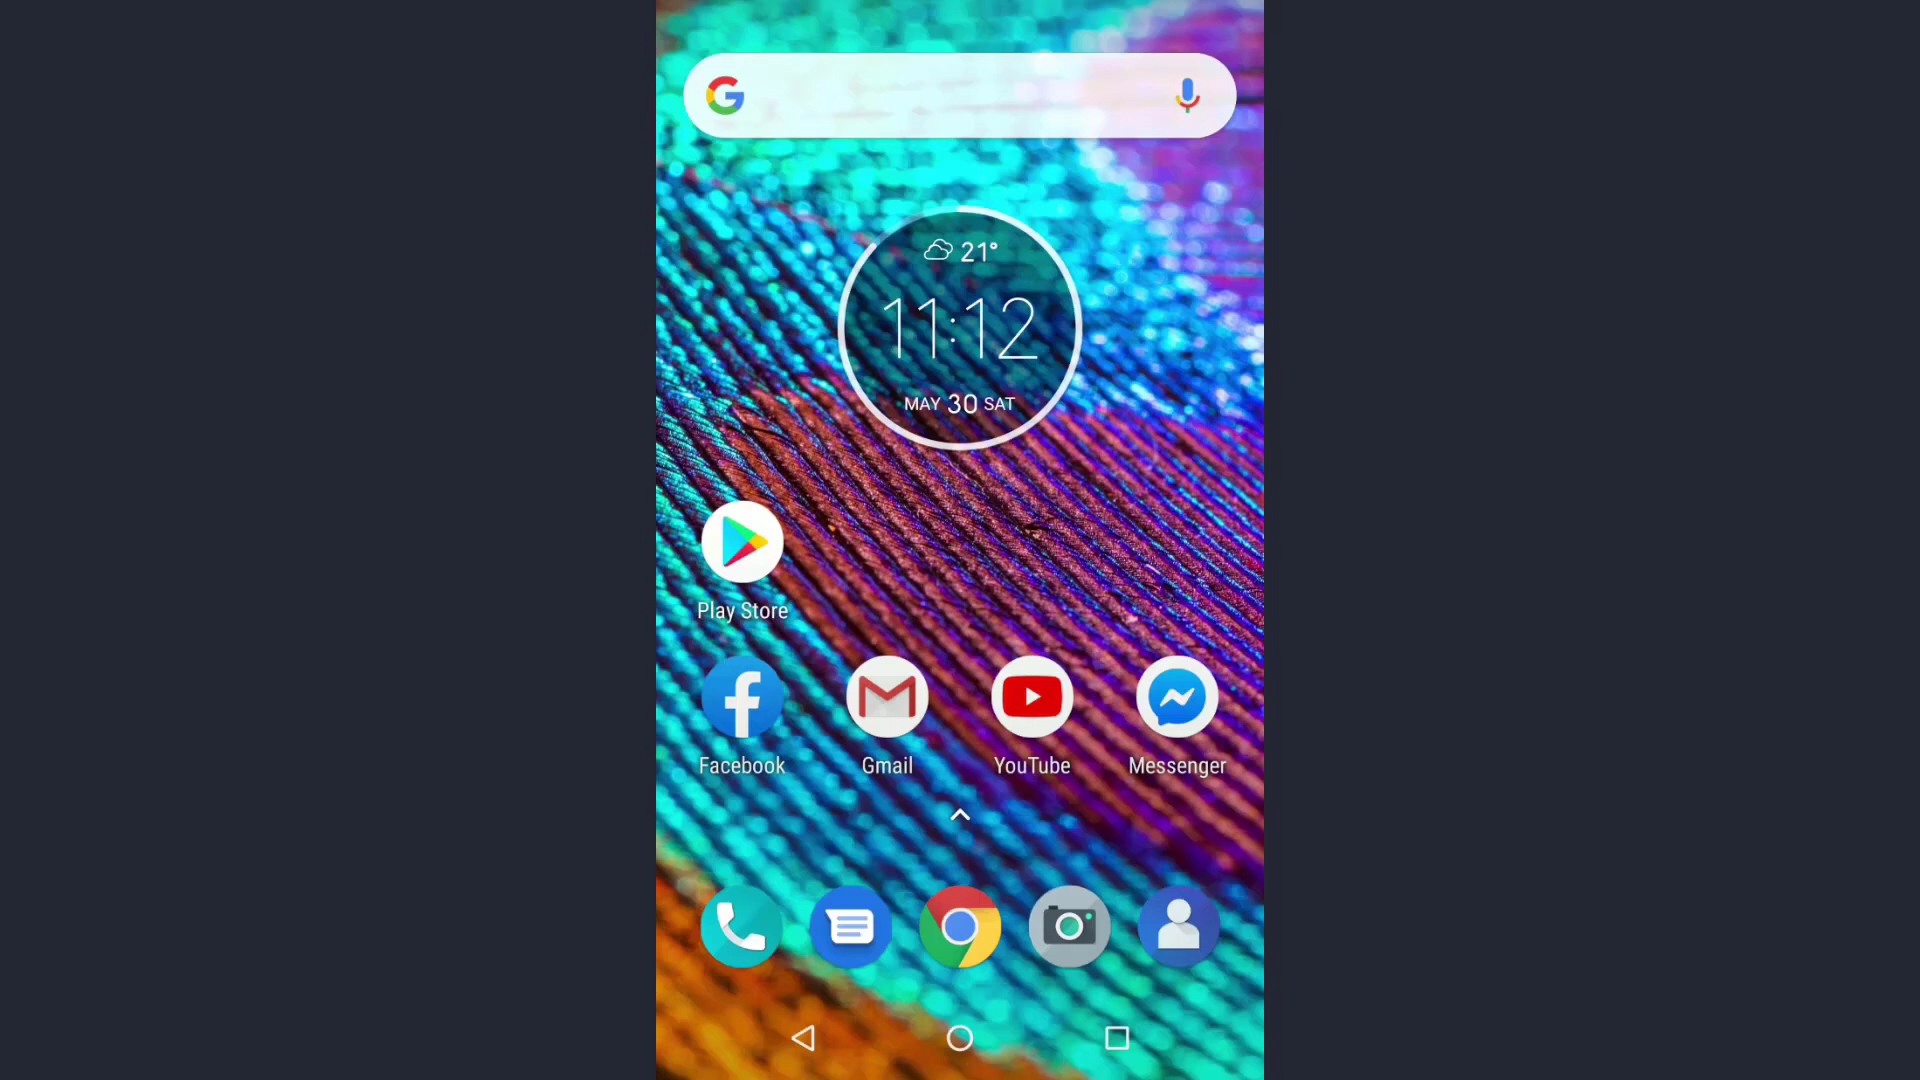 21°
11:12
MAY 30 SAT
Play Store
Facebook
Gmail
YouTube
Messenger